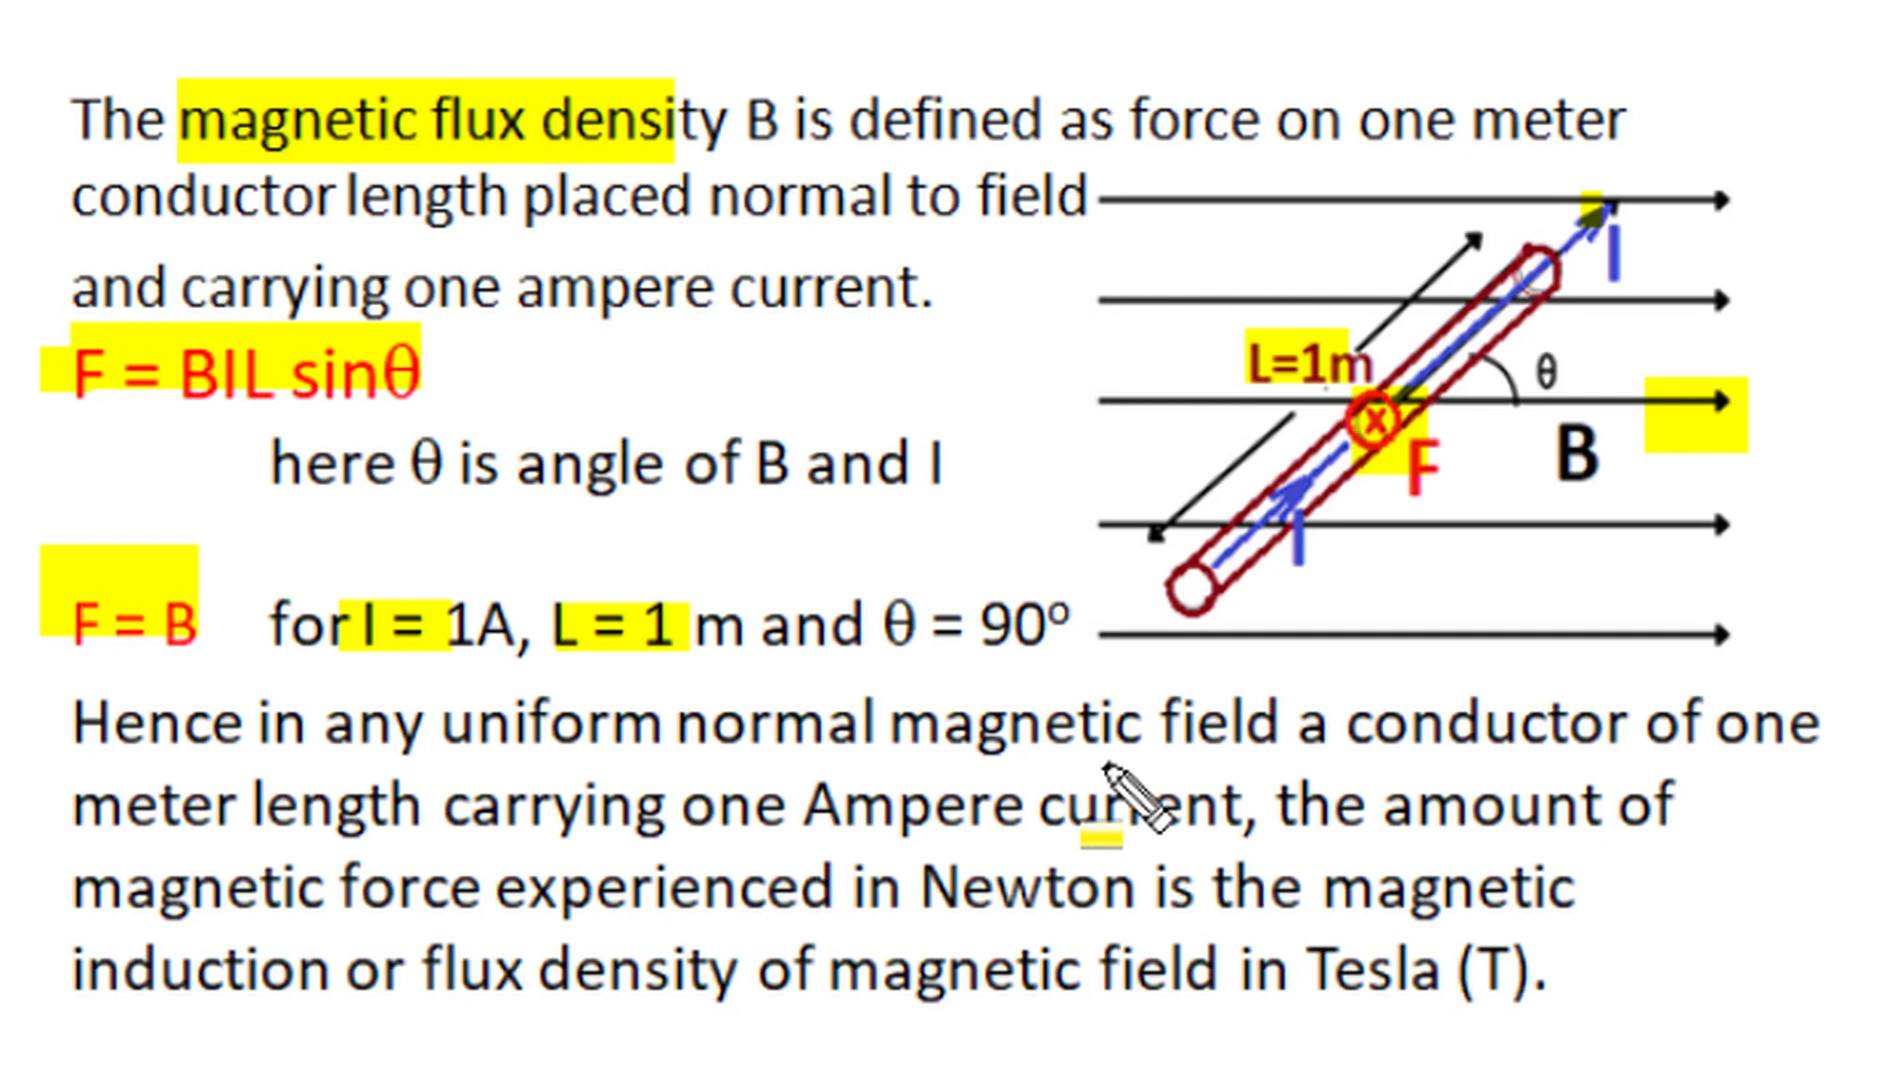 The magnetic flux density B is defined as force on one meter
conductor length placed normal to field
and carrying one ampere current.
F = BIL sinθ
here θ is angle of B and I
F = B for I = 1A, L = 1 m and θ = 90º
Hence in any uniform normal magnetic field a conductor of one
meter length carrying one Ampere current, the amount of
magnetic force experienced in Newton is the magnetic
induction or flux density of magnetic field in Tesla (T).
I
L=1m
θ
x
F
B
I